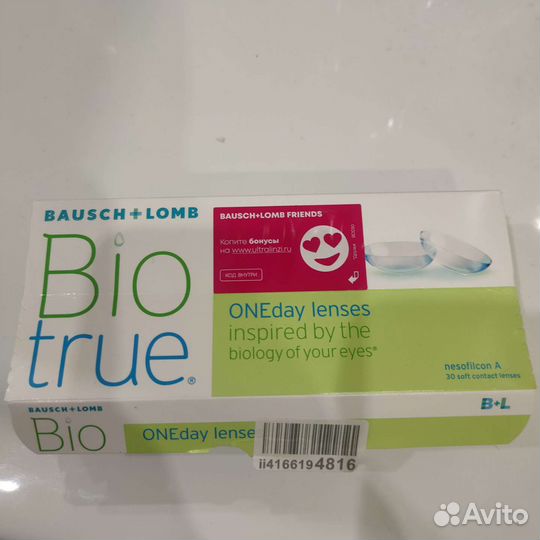 BAUSCH+LOMB
Bio
true®
BAUSCH+LOMB FRIENDS
Копите бонусы
на www.ultralinzi.ru
КОД ВНУТРИ
ONEday lenses
inspired by the
biology of your eyes®
nesofilcon A
30 soft contact lenses
B+L
BAUSCH+LOMB
Bio
ONEday lenses
ii4166194816
Avito